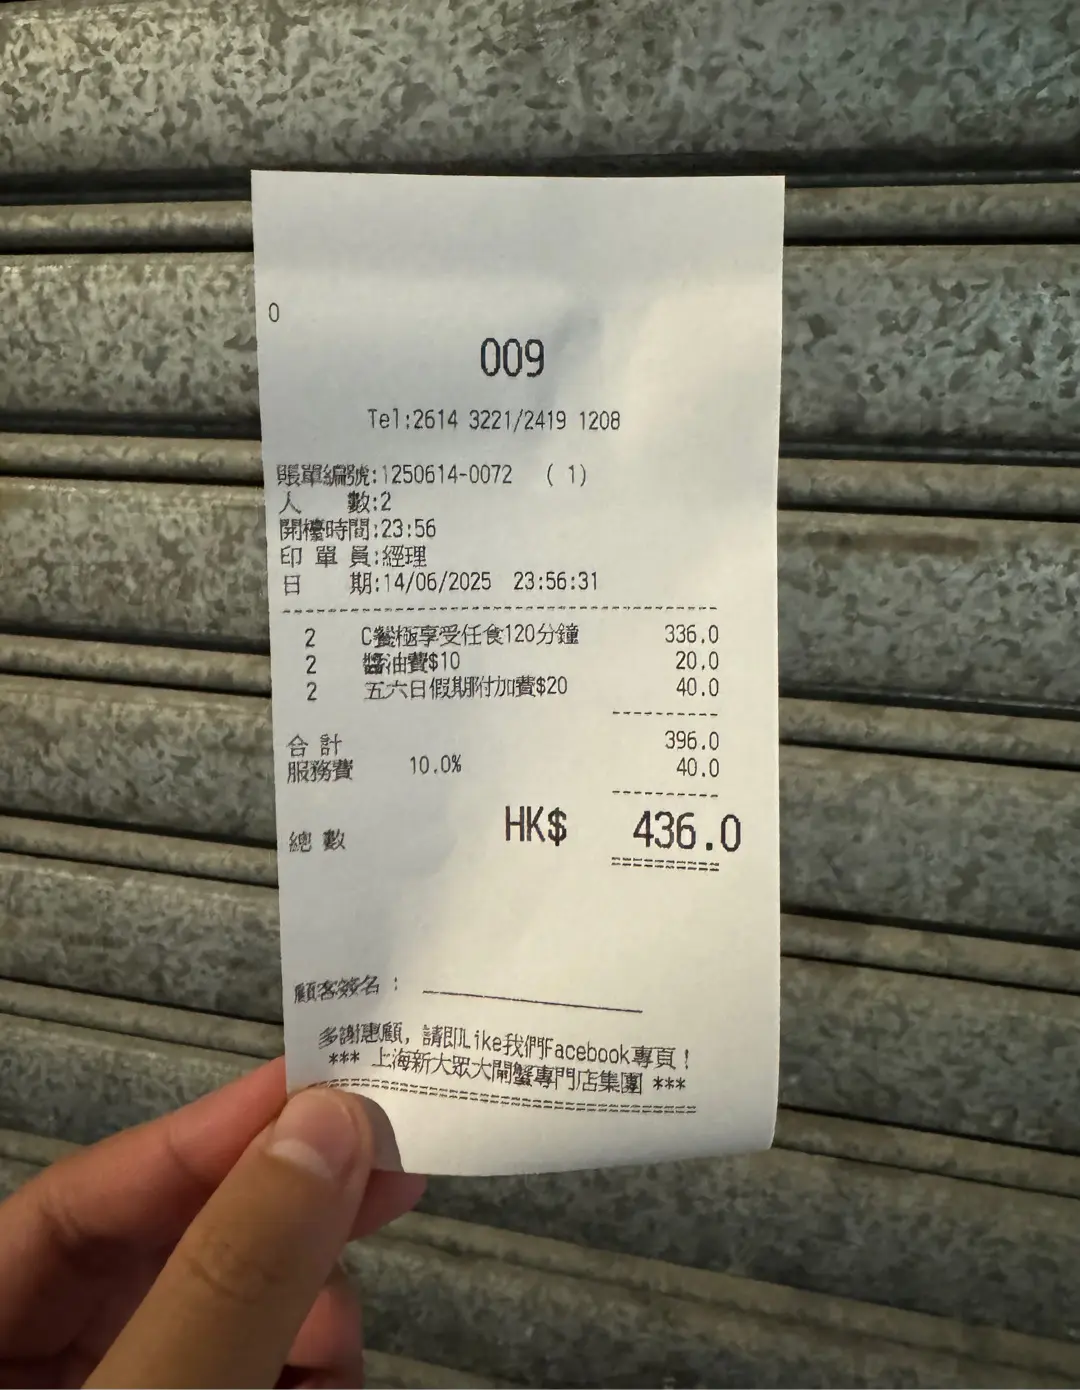 0
009
Tel:2614 3221/2419 1208
賬單編號:1250614-0072 ( 1)
人 數:2
開檯時間:23:56
印 單 員:經理
日 期:14/06/2025 23:56:31
2 C餐極享受任食120分鐘 336.0
2 醬油費$10 20.0
2 五六日假期附加費$20 40.0
合 計 396.0
服務費 10.0% 40.0
總 數 HK$ 436.0
顧客簽名 :
多謝惠顧, 請即Like我們Facebook專頁!
*** 上海新大眾大閘蟹專門店集團 ***